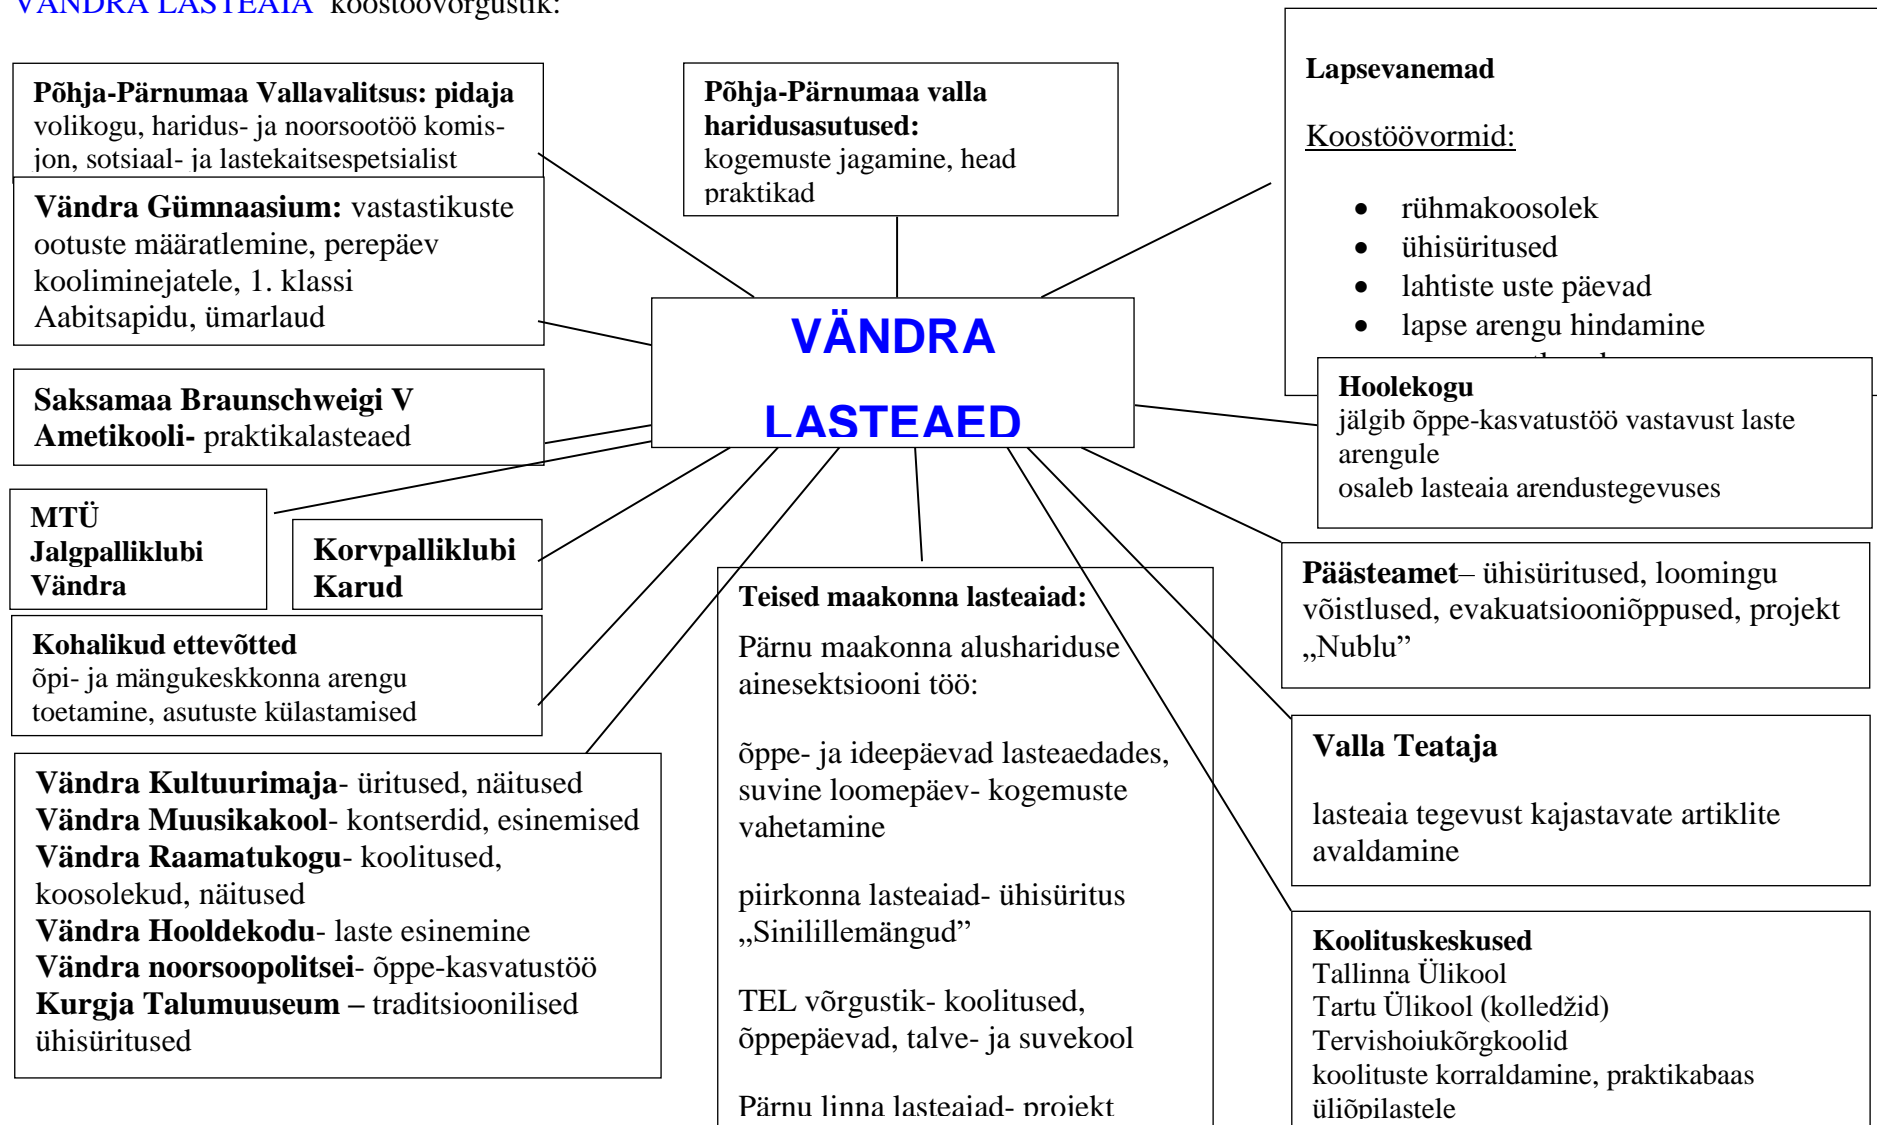 VÄNDRA LASTEAIA koostöövõrgustik:
Põhja-Pärnumaa Vallavalitsus: pidaja
volikogu, haridus- ja noorsootöö komis-
jon, sotsiaal- ja lastekaitsespetsialist
Põhja-Pärnumaa valla
haridusasutused:
kogemuste jagamine, head
praktikad
Lapsevanemad
Koostöövormid:
• rühmakoosolek
• ühisüritused
• lahtiste uste päevad
• lapse arengu hindamine
Vändra Gümnaasium: vastastikuste
ootuste määratlemine, perepäev
kooliminejatele, 1. klassi
Aabitsapidu, ümarlaud
VÄNDRA
LASTEAED
Hoolekogu
jälgib õppe-kasvatustöö vastavust laste
arengule
osaleb lasteaia arendustegevuses
Saksamaa Braunschweigi V
Ametikooli- praktikalasteaed
MTÜ
Jalgpalliklubi
Vändra
Korvpalliklubi
Karud
Päästeamet– ühisüritused, loomingu
võistlused, evakuatsiooniõppused, projekt
„Nublu”
Kohalikud ettevõtted
õpi- ja mängukeskkonna arengu
toetamine, asutuste külastamised
Teised maakonna lasteaiad:
Pärnu maakonna alushariduse
ainesektsiooni töö:
õppe- ja ideepäevad lasteaedades,
suvine loomepäev- kogemuste
vahetamine
piirkonna lasteaiad- ühisüritus
„Sinilillemängud”
TEL võrgustik- koolitused,
õppepäevad, talve- ja suvekool
Pärnu linna lasteaiad- projekt
Valla Teataja
lasteaia tegevust kajastavate artiklite
avaldamine
Vändra Kultuurimaja- üritused, näitused
Vändra Muusikakool- kontserdid, esinemised
Vändra Raamatukogu- koolitused,
koosolekud, näitused
Vändra Hooldekodu- laste esinemine
Vändra noorsoopolitsei- õppe-kasvatustöö
Kurgja Talumuuseum – traditsioonilised
ühisüritused
Koolituskeskused
Tallinna Ülikool
Tartu Ülikool (kolledžid)
Tervishoiukõrgkoolid
koolituste korraldamine, praktikabaas
üliõpilastele